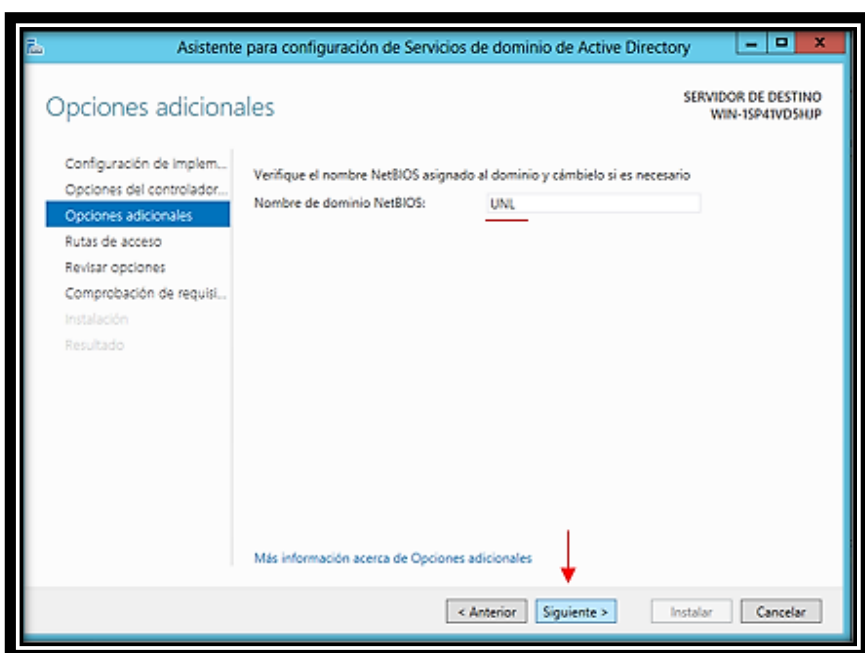 Asistente para configuración de Servicios de dominio de Active Directory
Opciones adicionales
SERVIDOR DE DESTINO
WIN-1SP41VD5HJP
Configuración de implem...
Opciones del controlador...
Opciones adicionales
Rutas de acceso
Revisar opciones
Comprobación de requisi...
Instalación
Resultado
Verifique el nombre NetBIOS asignado al dominio y cámbielo si es necesario
Nombre de dominio NetBIOS: UNL
Más información acerca de Opciones adicionales
< Anterior Siguiente > Instalar Cancelar